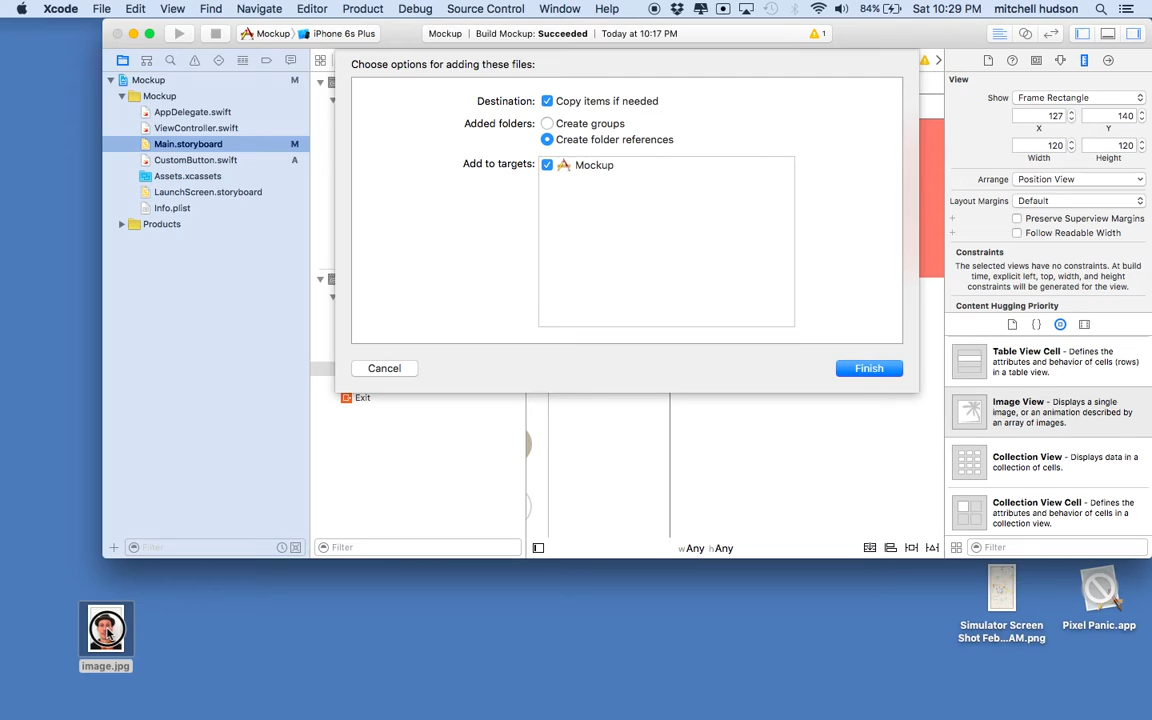 Xcode File Edit View Find Navigate Editor Product Debug Source Control Window Help 84% Sat 10:29 PM mitchell hudson
Mockup iPhone 6s Plus Mockup | Build Mockup: Succeeded | Today at 10:17 PM 1
Choose options for adding these files:
Destination: Copy items if needed
Added folders: Create groups
Create folder references
Add to targets: Mockup
Cancel Finish
Mockup M
Mockup
AppDelegate.swift
ViewController.swift
Main.storyboard M
CustomButton.swift A
Assets.xcassets
LaunchScreen.storyboard
Info.plist
Products
Filter
Exit
Filter
wAny hAny
View
Show Frame Rectangle
127 140
X Y
120 120
Width Height
Arrange Position View
Layout Margins Default
Preserve Superview Margins
Follow Readable Width
Constraints
The selected views have no constraints. At build
time, explicit left, top, width, and height
constraints will be generated for the view.
Content Hugging Priority
Table View Cell - Defines the
attributes and behavior of cells (rows)
in a table view.
Image View - Displays a single
image, or an animation described by
an array of images.
Collection View - Displays data in a
collection of cells.
Collection View Cell - Defines the
attributes and behavior of cells in a
collection view.
Filter
image.jpg
Simulator Screen
Shot Feb...AM.png
Pixel Panic.app